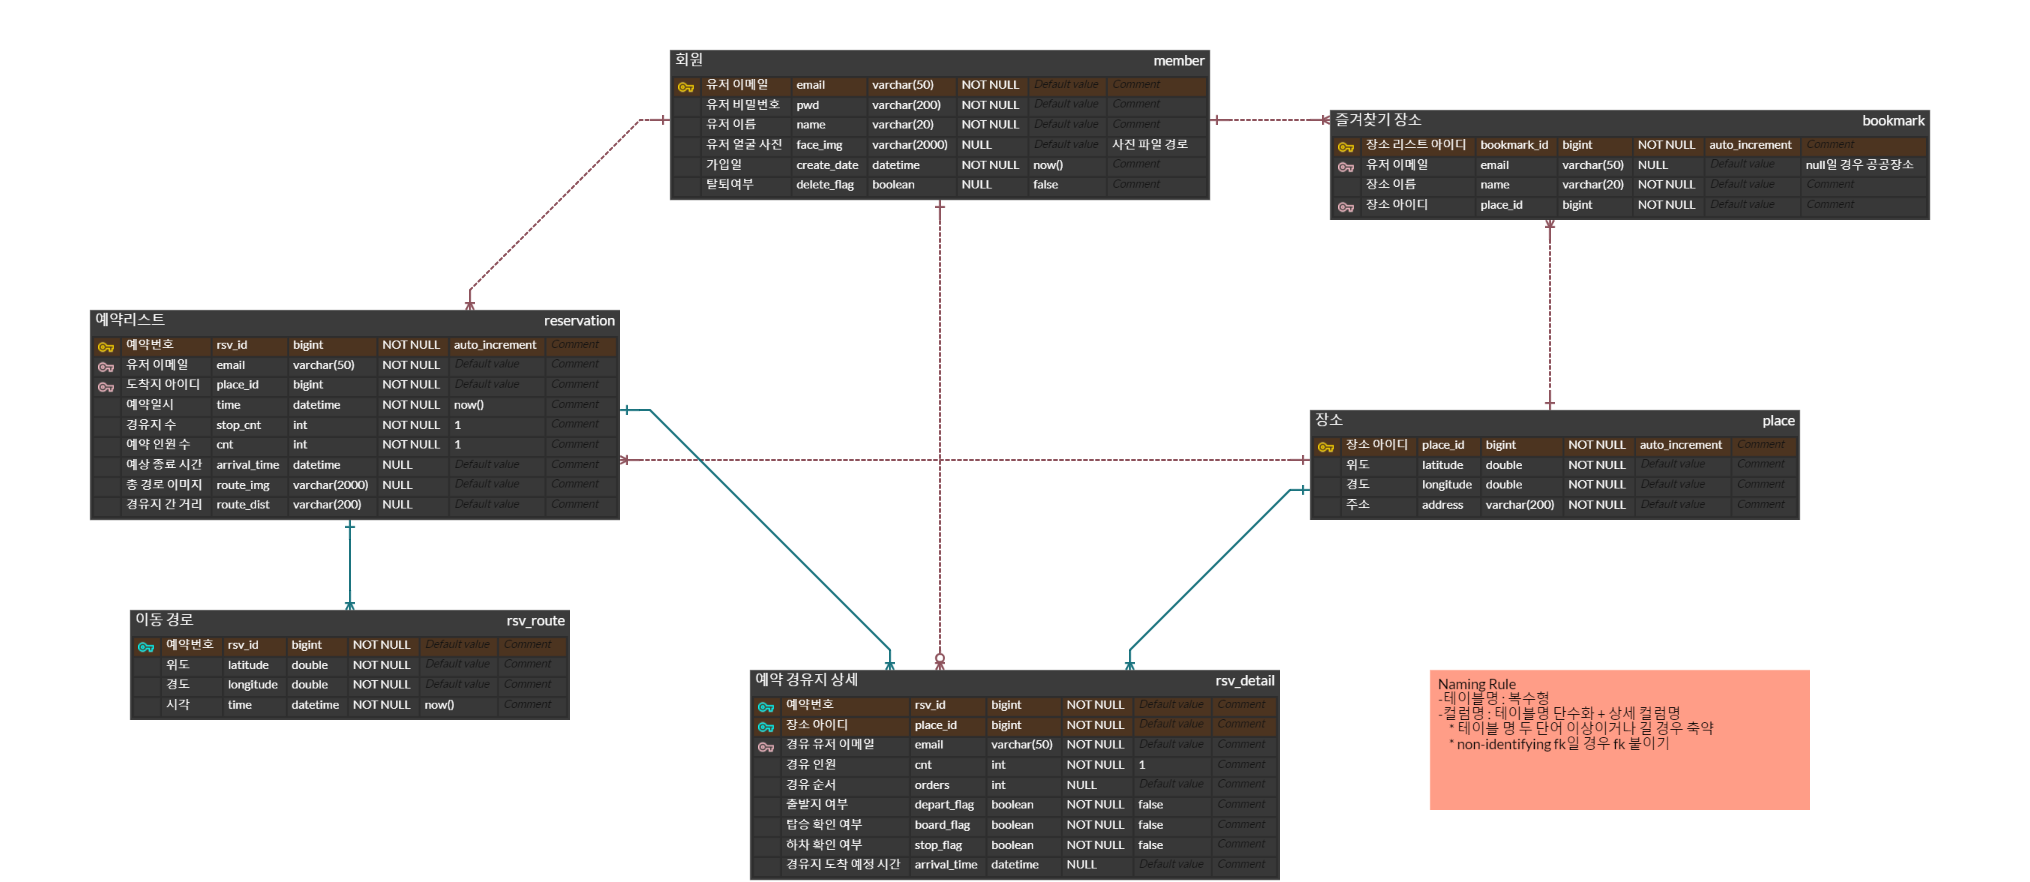 회원 member
유저 이메일 email varchar(50) NOT NULL Default value Comment
유저 비밀번호 pwd varchar(200) NOT NULL Default value Comment
유저 이름 name varchar(20) NOT NULL Default value Comment
유저 얼굴 사진 face_img varchar(2000) NULL Default value 사진 파일 경로
가입일 create_date datetime NOT NULL now() Comment
탈퇴여부 delete_flag boolean NULL false Comment
즐겨찾기 장소 bookmark
장소 리스트 아이디 bookmark_id bigint NOT NULL auto_increment Comment
유저 이메일 email varchar(50) NULL Default value null일 경우 공공장소
장소 이름 name varchar(20) NOT NULL Default value Comment
장소 아이디 place_id bigint NOT NULL Default value Comment
예약리스트 reservation
예약번호 rsv_id bigint NOT NULL auto_increment Comment
유저 이메일 email varchar(50) NOT NULL Default value Comment
도착지 아이디 place_id bigint NOT NULL Default value Comment
예약일시 time datetime NOT NULL now() Comment
경유지 수 stop_cnt int NOT NULL 1 Comment
예약 인원 수 cnt int NOT NULL 1 Comment
예상 종료 시간 arrival_time datetime NULL Default value Comment
총 경로 이미지 route_img varchar(2000) NULL Default value Comment
경유지 간 거리 route_dist varchar(200) NULL Default value Comment
장소 place
장소 아이디 place_id bigint NOT NULL auto_increment Comment
위도 latitude double NOT NULL Default value Comment
경도 longitude double NOT NULL Default value Comment
주소 address varchar(200) NOT NULL Default value Comment
이동 경로 rsv_route
예약번호 rsv_id bigint NOT NULL Default value Comment
위도 latitude double NOT NULL Default value Comment
경도 longitude double NOT NULL Default value Comment
시각 time datetime NOT NULL now() Comment
예약 경유지 상세 rsv_detail
예약번호 rsv_id bigint NOT NULL Default value Comment
장소 아이디 place_id bigint NOT NULL Default value Comment
경유 유저 이메일 email varchar(50) NOT NULL Default value Comment
경유 인원 cnt int NOT NULL 1 Comment
경유 순서 orders int NULL Default value Comment
출발지 여부 depart_flag boolean NOT NULL false Comment
탑승 확인 여부 board_flag boolean NOT NULL false Comment
하차 확인 여부 stop_flag boolean NOT NULL false Comment
경유지 도착 예정 시간 arrival_time datetime NULL Default value Comment
Naming Rule
-테이블명 : 복수형
-컬럼명 : 테이블명 단수화 + 상세 컬럼명
* 테이블 명 두 단어 이상이거나 길 경우 축약
* non-identifying fk일 경우 fk 붙이기